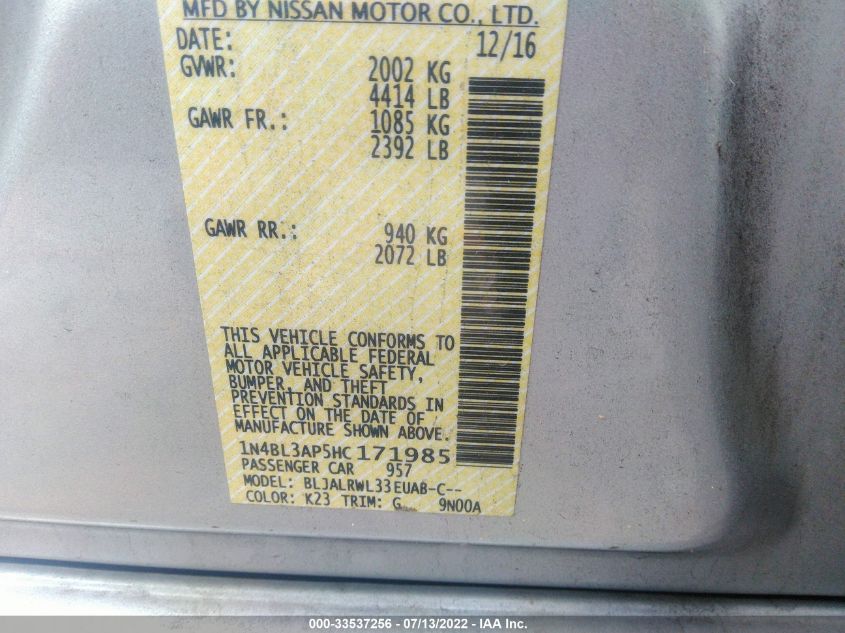 MFD BY NISSAN MOTOR CO., LTD.
DATE: 12/16
GVWR: 2002 KG
4414 LB
GAWR FR.: 1085 KG
2392 LB
GAWR RR.: 940 KG
2072 LB
THIS VEHICLE CONFORMS TO
ALL APPLICABLE FEDERAL
MOTOR VEHICLE SAFETY,
BUMPER, AND THEFT
PREVENTION STANDARDS IN
EFFECT ON THE DATE OF
MANUFACTURE SHOWN ABOVE.
1N4BL3AP5HC171985
PASSENGER CAR 957
MODEL: BLJALRWL33EUAB-C--
COLOR: K23 TRIM: G 9N00A
000-33537256 - 07/13/2022 - IAA Inc.